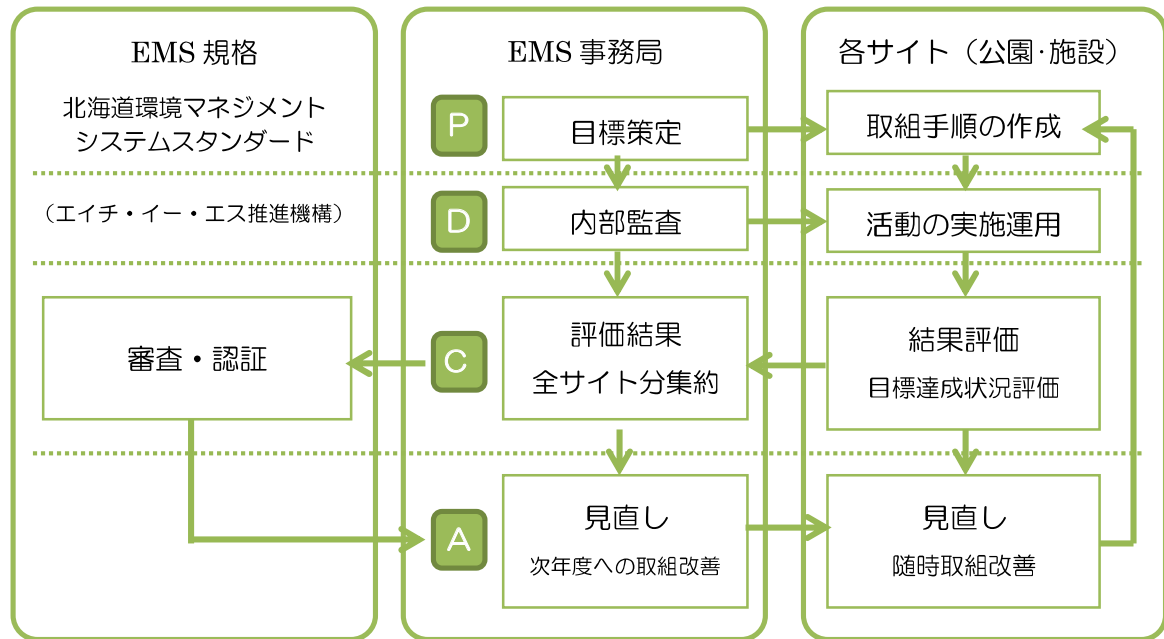 EMS 規格
北海道環境マネジメント
システムスタンダード
（エイチ・イー・エス推進機構）
審査・認証
EMS 事務局
P
目標策定
D
内部監査
C
評価結果
全サイト分集約
A
見直し
次年度への取組改善
各サイト（公園・施設）
取組手順の作成
活動の実施運用
結果評価
目標達成状況評価
見直し
随時取組改善